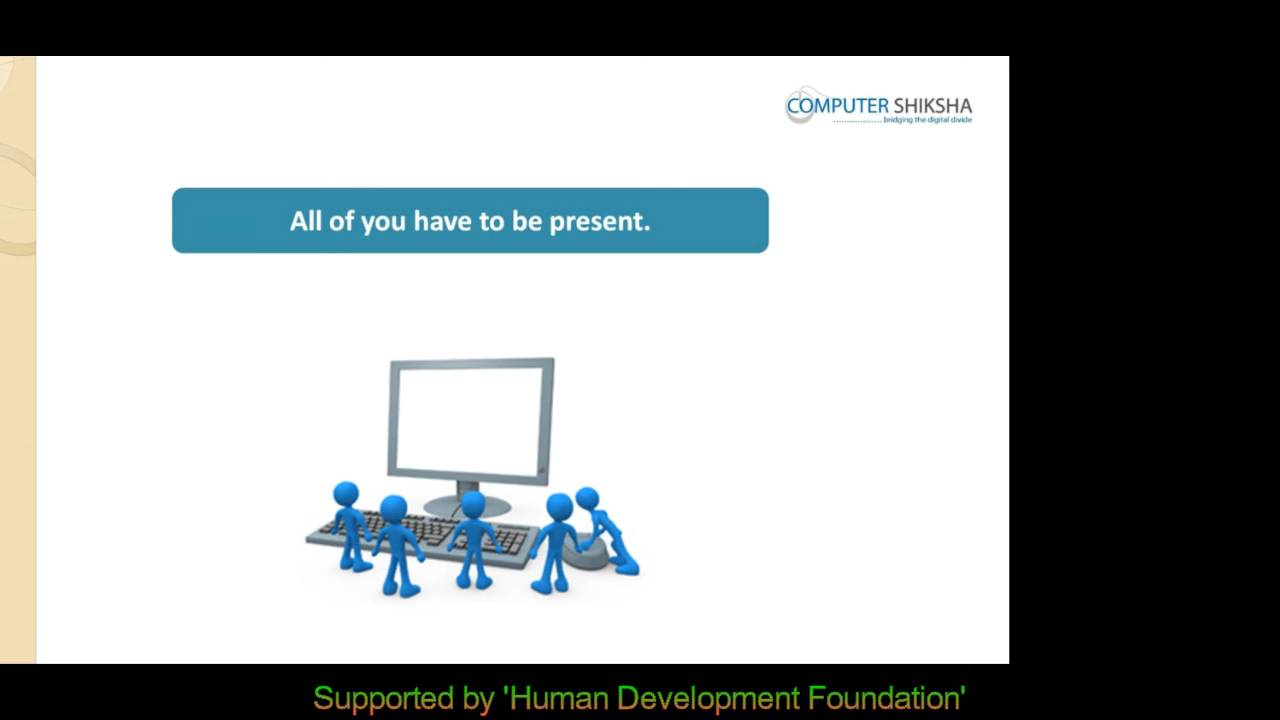 COMPUTER SHIKSHA
bridging the digital divide
All of you have to be present.
Supported by 'Human Development Foundation'